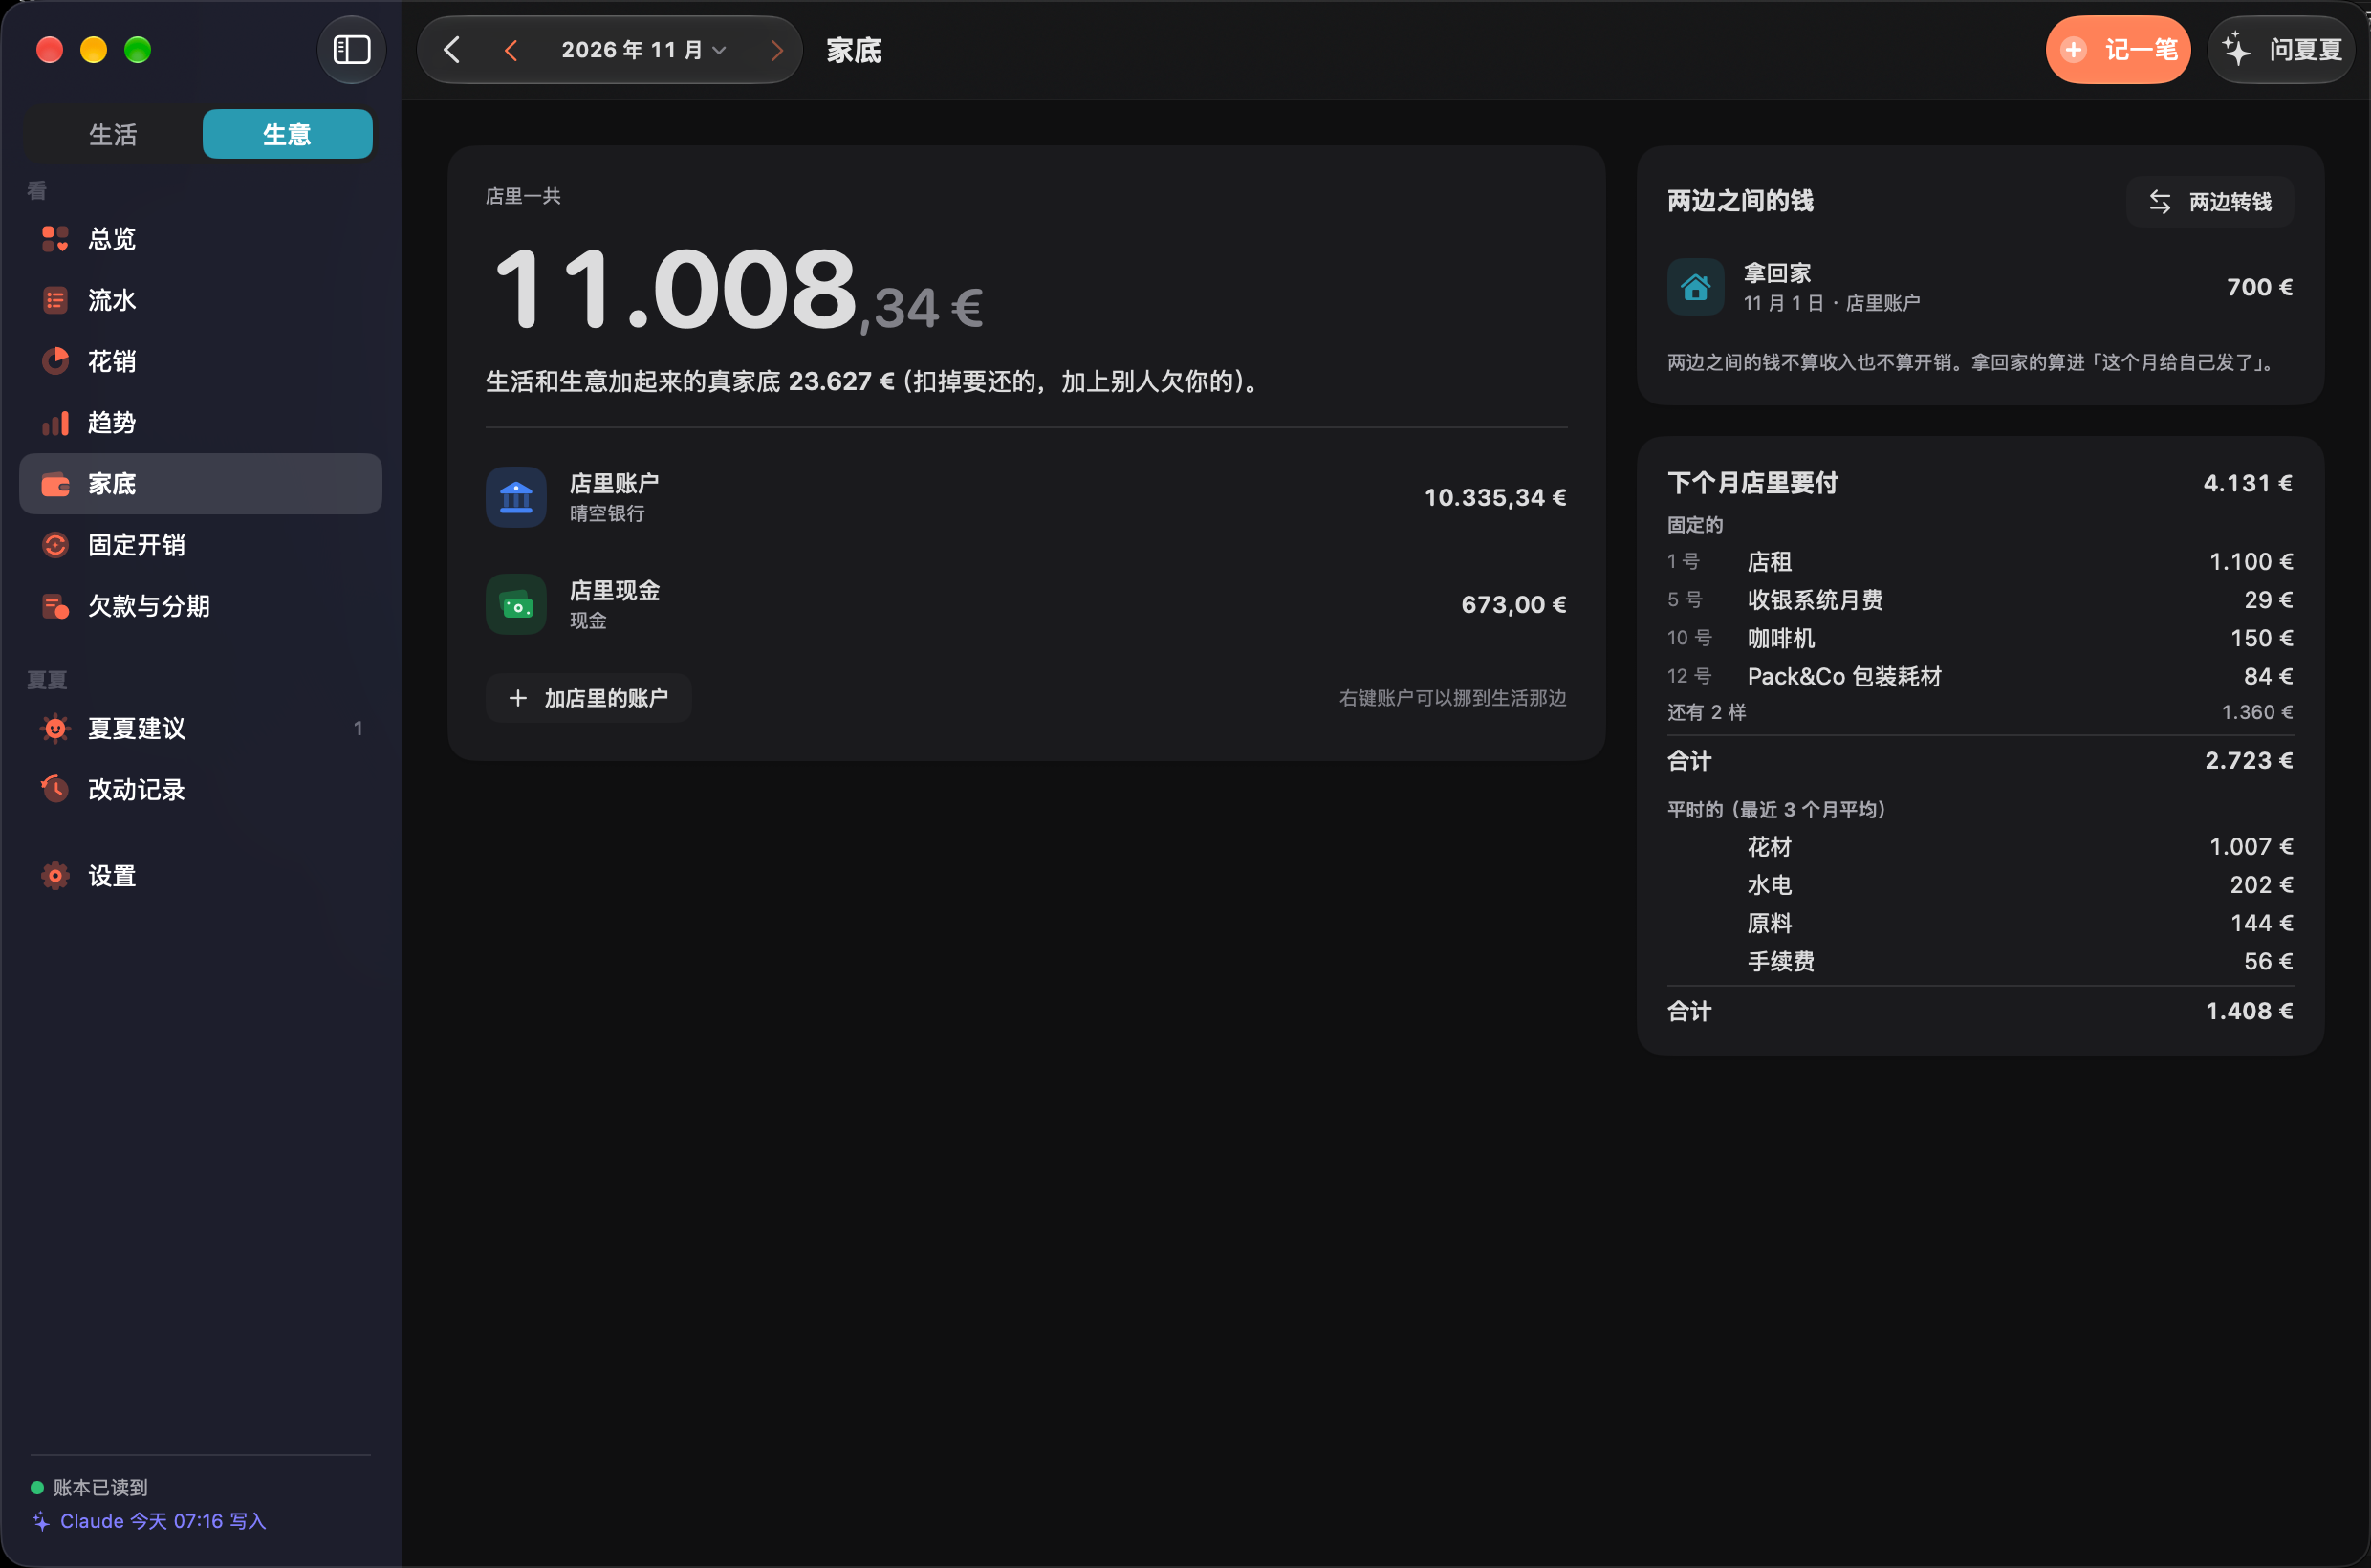 2026 年 11 月
家底
记一笔
问夏夏
生活
生意
看
总览
流水
花销
趋势
家底
固定开销
欠款与分期
夏夏
夏夏建议 1
改动记录
设置
账本已读到
Claude 今天 07:16 写入
店里一共
11.008,34 €
生活和生意加起来的真家底 23.627 €（扣掉要还的，加上别人欠你的）。
店里账户 10.335,34 €
晴空银行
店里现金 673,00 €
现金
加店里的账户 右键账户可以挪到生活那边
两边之间的钱 两边转钱
拿回家 700 €
11 月 1 日 · 店里账户
两边之间的钱不算收入也不算开销。拿回家的算进「这个月给自己发了」。
下个月店里要付 4.131 €
固定的
1 号 店租 1.100 €
5 号 收银系统月费 29 €
10 号 咖啡机 150 €
12 号 Pack&Co 包装耗材 84 €
还有 2 样 1.360 €
合计 2.723 €
平时的（最近 3 个月平均）
花材 1.007 €
水电 202 €
原料 144 €
手续费 56 €
合计 1.408 €